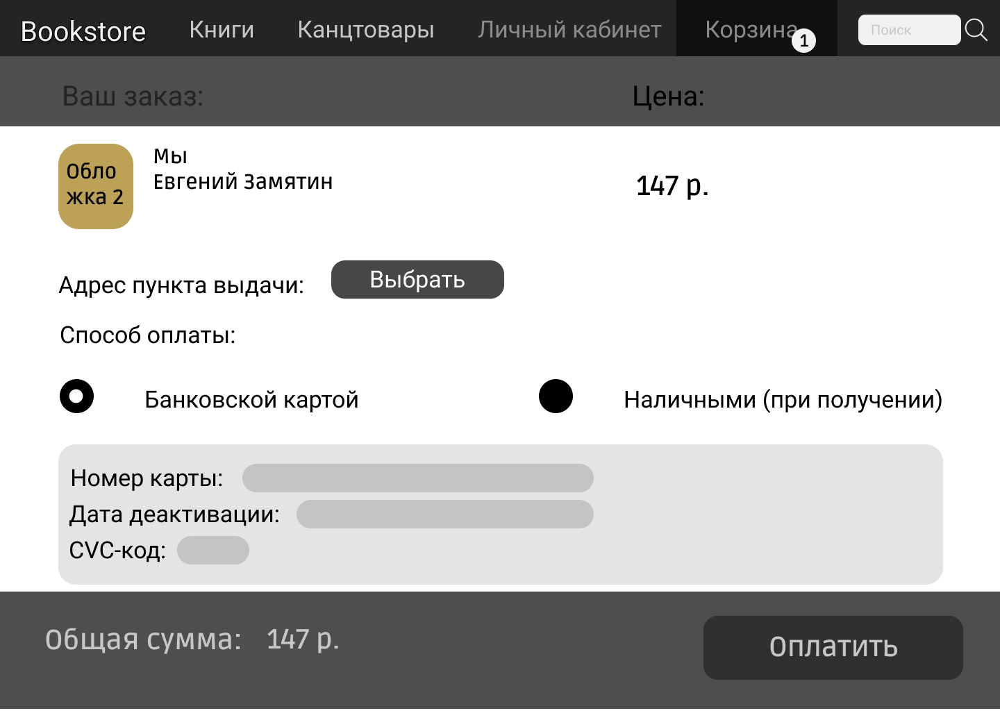 Bookstore Книги Канцтовары Личный кабинет Корзина 1 Поиск
Ваш заказ: Цена:
Обло
жка 2
Мы
Евгений Замятин
147 р.
Адрес пункта выдачи: Выбрать
Способ оплаты:
Банковской картой Наличными (при получении)
Номер карты:
Дата деактивации:
CVC-код:
Общая сумма: 147 р. Оплатить